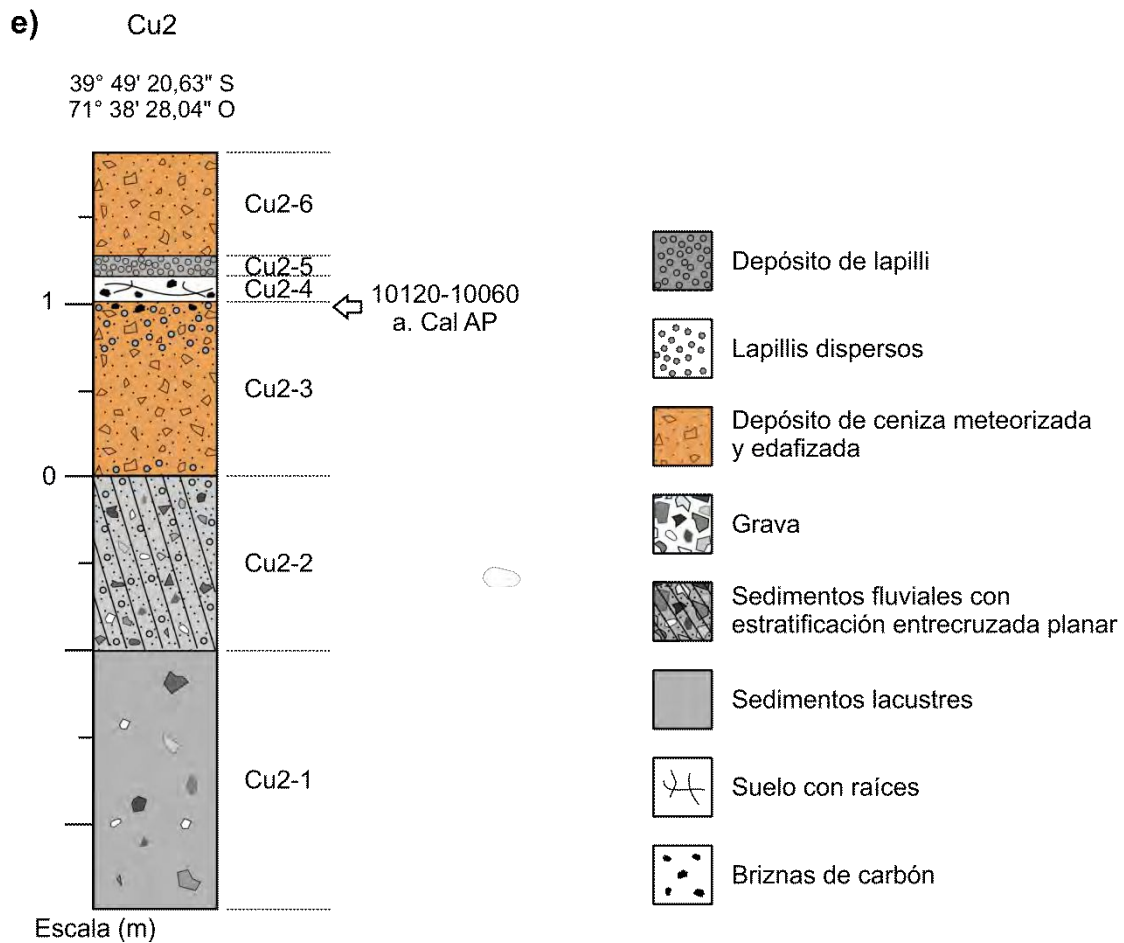 e)
Cu2
39° 49' 20,63" S
71° 38' 28,04" O
Cu2-6
Cu2-5
Cu2-4
1
10120-10060
a. Cal AP
Cu2-3
0
Cu2-2
Cu2-1
Escala (m)
Depósito de lapilli
Lapillis dispersos
Depósito de ceniza meteorizada
y edafizada
Grava
Sedimentos fluviales con
estratificación entrecruzada planar
Sedimentos lacustres
Suelo con raíces
Briznas de carbón